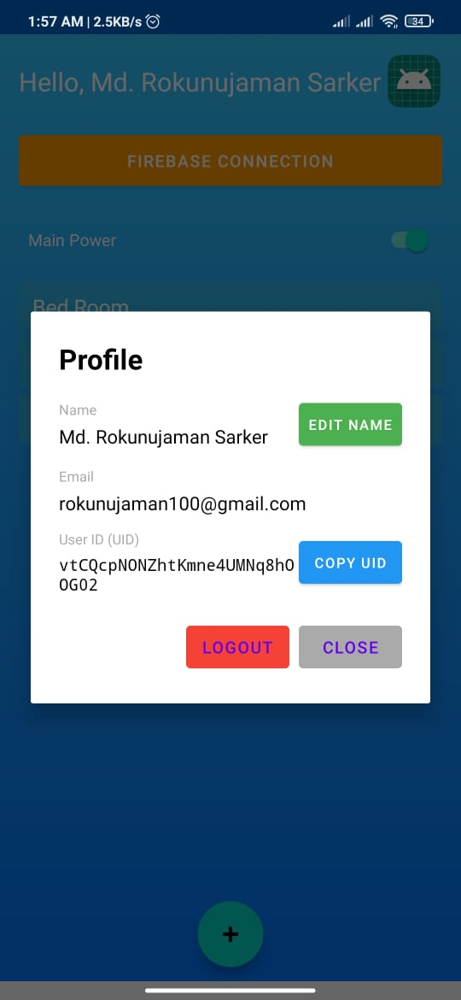 1:57 AM | 2.5KB/s
34
Hello, Md. Rokunujaman Sarker
FIREBASE CONNECTION
Main Power
Bed Room
Profile
Name
Md. Rokunujaman Sarker
EDIT NAME
Email
rokunujaman100@gmail.com
User ID (UID)
vtCQcpNONZhtKmne4UMNq8hO
OGO2
COPY UID
LOGOUT
CLOSE
+